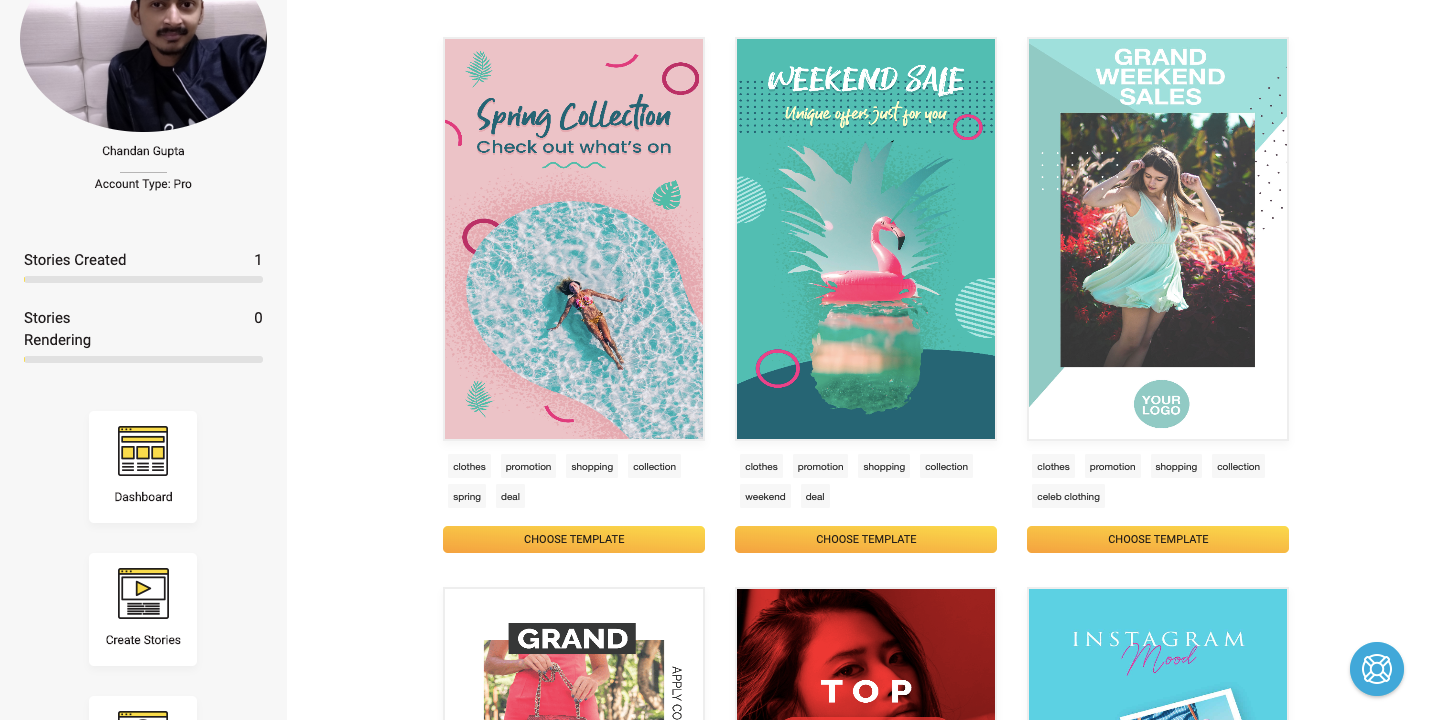 Chandan Gupta
Account Type: Pro
Stories Created 1
Stories Rendering 0
Dashboard
Create Stories
Spring Collection
Check out what's on
clothes promotion shopping collection
spring deal
CHOOSE TEMPLATE
WEEKEND SALE
Unique offers just for you
clothes promotion shopping collection
weekend deal
CHOOSE TEMPLATE
GRAND
WEEKEND
SALES
YOUR
LOGO
clothes promotion shopping collection
celeb clothing
CHOOSE TEMPLATE
GRAND
APPLY CO
TOP
INSTAGRAM
Mood